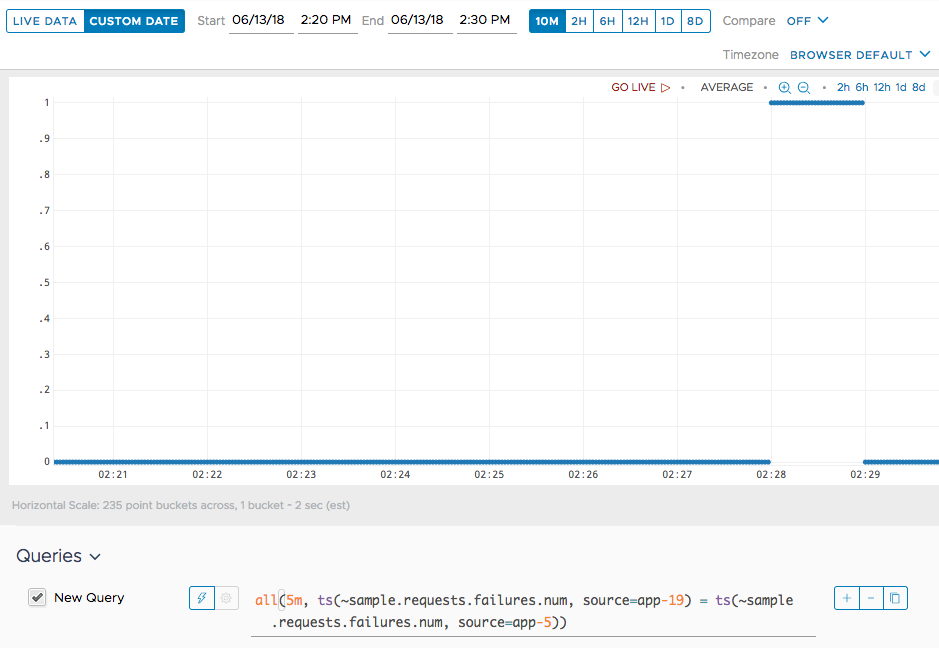 LIVE DATA CUSTOM DATE Start 06/13/18 2:20 PM End 06/13/18 2:30 PM 10M 2H 6H 12H 1D 8D Compare OFF
Timezone BROWSER DEFAULT
GO LIVE • AVERAGE • • 2h 6h 12h 1d 8d
1
.9
.8
.7
.6
.5
.4
.3
.2
.1
0
02:21 02:22 02:23 02:24 02:25 02:26 02:27 02:28 02:29
Horizontal Scale: 235 point buckets across, 1 bucket ~ 2 sec (est)
Queries
New Query
all(5m, ts(~sample.requests.failures.num, source=app-19) = ts(~sample
.requests.failures.num, source=app-5))